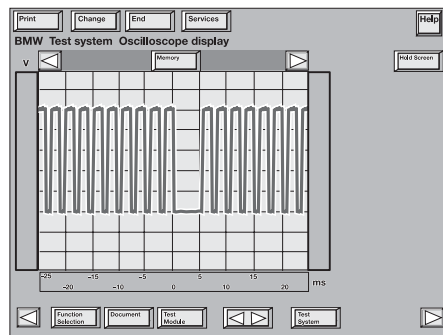 Print Change End Services Help
BMW Test system Oscilloscope display
V Memory Hold Screen
-25 -15 -5 5 15
-20 -10 0 10 20 ms
Function Selection Document Test Module Test System